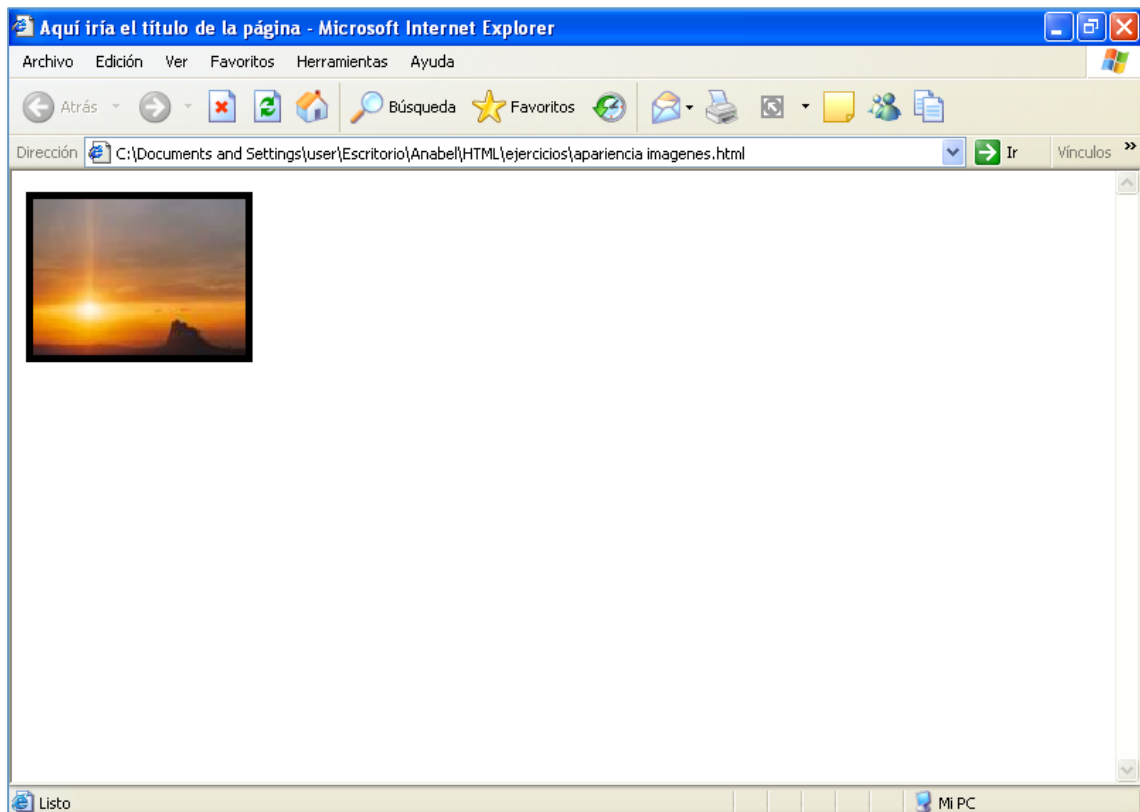 Aquí iría el título de la página - Microsoft Internet Explorer
Archivo Edición Ver Favoritos Herramientas Ayuda
Atrás Búsqueda Favoritos
Dirección C:\Documents and Settings\user\Escritorio\Anabel\HTML\ejercicios\apariencia imagenes.html Ir Vínculos »
Listo Mi PC